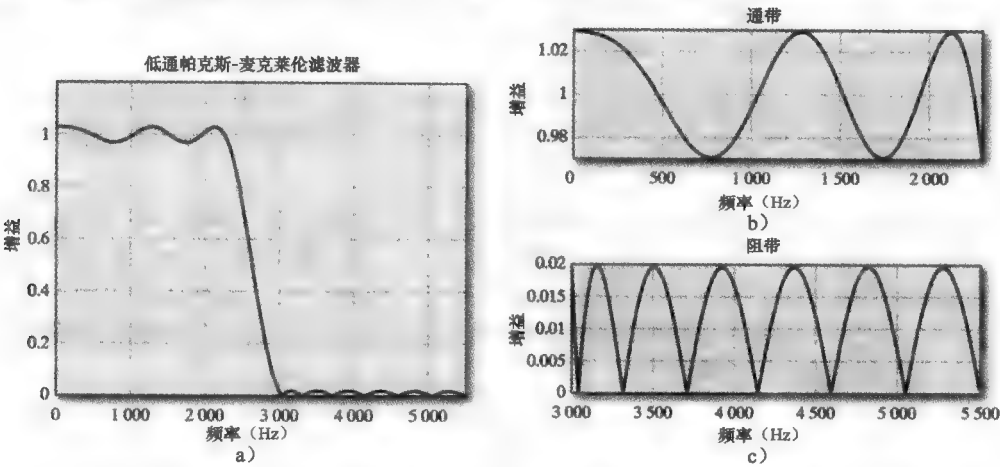 低通帕克斯-麦克莱伦滤波器
1
0.8
0.6
0.4
0.2
0
增益
0
1 000
2 000
3 000
4 000
5 000
频率（Hz）
a）
通带
1.02
1
0.98
增益
0
500
1 000
1 500
2 000
频率（Hz）
b）
阻带
0.02
0.015
0.01
0.005
0
增益
3 000
3 500
4 000
4 500
5 000
5 500
频率（Hz）
c）